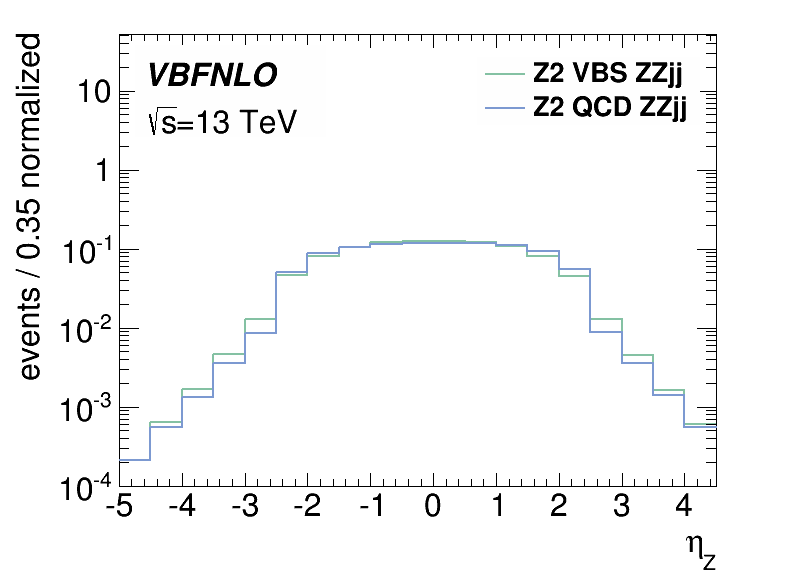 events / 0.35 normalized
VBFNLO
√s=13 TeV
Z2 VBS ZZjj
Z2 QCD ZZjj
10
1
10⁻¹
10⁻²
10⁻³
10⁻⁴
-5 -4 -3 -2 -1 0 1 2 3 4
η_Z